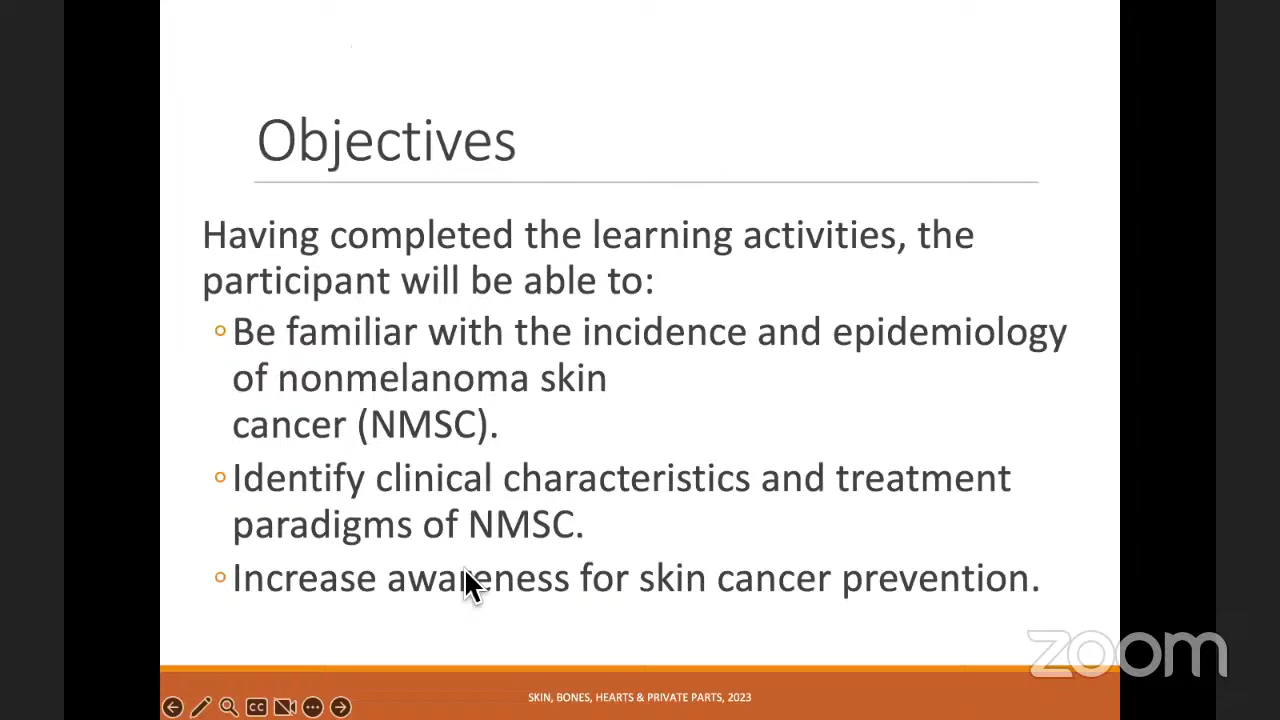 Objectives
Having completed the learning activities, the
participant will be able to:
◦Be familiar with the incidence and epidemiology
of nonmelanoma skin
cancer (NMSC).
◦Identify clinical characteristics and treatment
paradigms of NMSC.
◦Increase awareness for skin cancer prevention.
zoom
SKIN, BONES, HEARTS & PRIVATE PARTS, 2023
CC